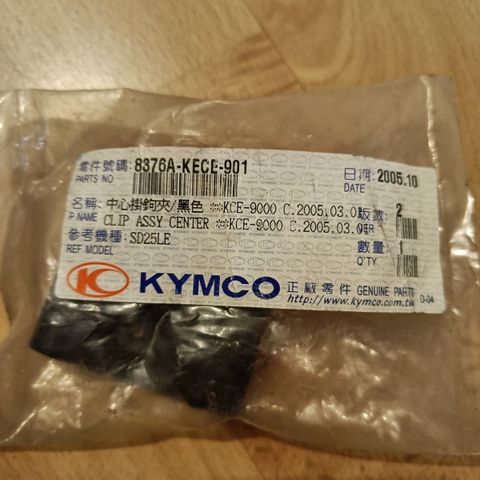 零件號碼: 8376A-KECE-901 日期: 2005.10
PARTS NO DATE
名稱: 中心掛鉤夾/黑色 **KCE-9000 C.2005.03.0 版數: 2
P.NAME CLIP ASSY CENTER **KCE-9000 C.2005.03.0 VER
參考機種: SD25LE 數量: 1
REF MODEL Q'TY
KYMCO 正廠零件 GENUINE PARTS 0-04
http://www.kymco.com.tw